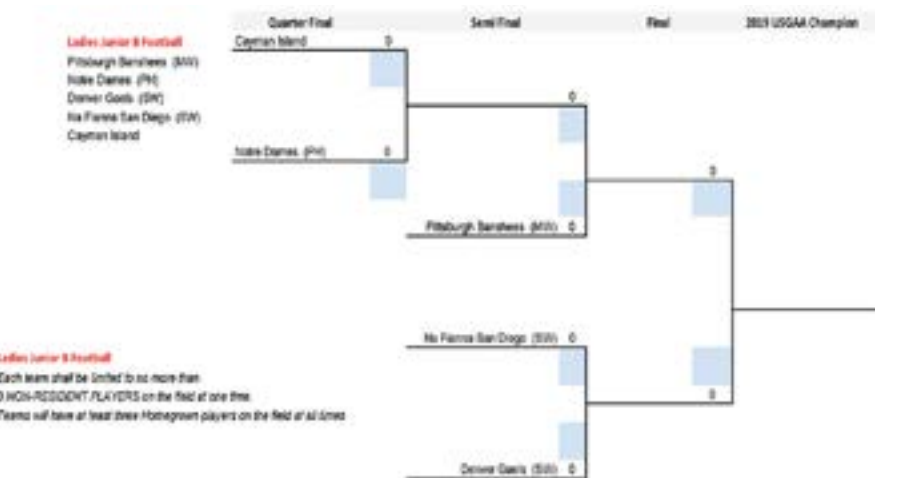 Quarter Final Semi Final Final 2019 USGAA Champion
Ladies Junior B Football
Pittsburgh Banshees (MW)
Notre Dames (PH)
Denver Gaels (SW)
Na Fianna San Diego (SW)
Cayman Island
Cayman Island 0
Notre Dames (PH) 0
0
Pittsburgh Banshees (MW) 0
0
Na Fianna San Diego (SW) 0
Denver Gaels (SW) 0
0
Ladies Junior B Football
Each team shall be limited to no more than
NON-RESIDENT PLAYERS on the field at one time.
Teams will have at least three Homegrown players on the field at all times